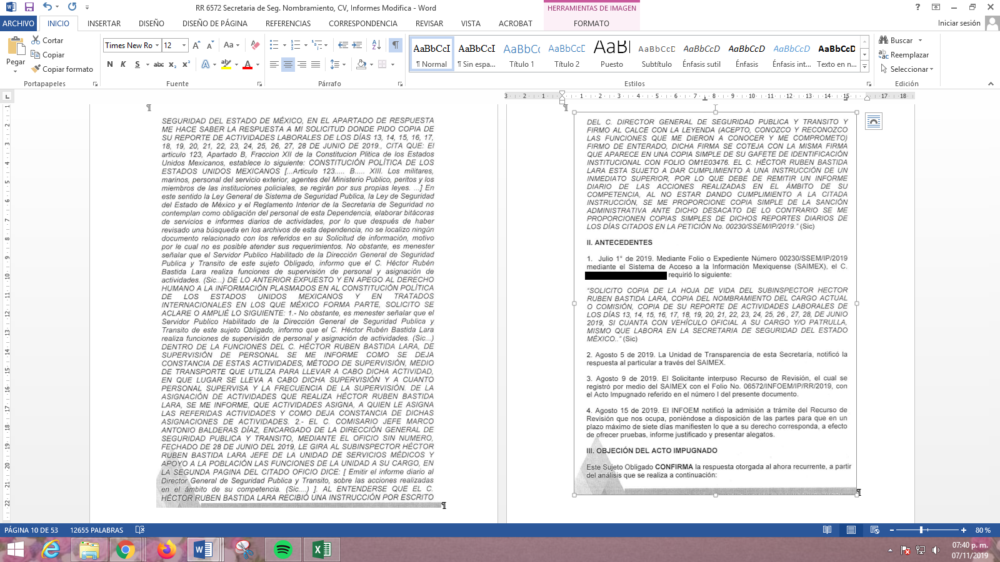 RR 6572 Secretaria de Seg. Nombramiento, CV, Informes Modifica - Word
HERRAMIENTAS DE IMAGEN
?
ARCHIVO INICIO INSERTAR DISEÑO DISEÑO DE PÁGINA REFERENCIAS CORRESPONDENCIA REVISAR VISTA ACROBAT FORMATO
Iniciar sesión
Pegar
Cortar
Copiar
Copiar formato
Portapapeles
Times New Ro 12
N K S abc x₂ x²
Fuente
Párrafo
AaBbCcI AaBbCcI AaBbCc AaBbCcD AaBl AaBbCcD AaBbCcD AaBbCcD AaBbCcD AaBbCcD
¶ Normal ¶ Sin espa... Título 1 Título 2 Puesto Subtítulo Énfasis sutil Énfasis Énfasis int... Texto en n...
Estilos
Buscar
Reemplazar
Seleccionar
Edición
3 2 1 1 2 3 4 5 6 7 8 9 10 11 12 13 14 15 17 18
SEGURIDAD DEL ESTADO DE MÉXICO, EN EL APARTADO DE RESPUESTA
ME HACE SABER LA RESPUESTA A MI SOLICITUD DONDE PIDO COPIA DE
SU REPORTE DE ACTIVIDADES LABORALES DE LOS DÍAS 13, 14, 15, 16, 17,
18, 19, 20, 21, 22, 23, 24, 25, 26, 27, 28 DE JUNIO DE 2019., CITA QUE: El
articulo 123, Apartado B, Fraccion XII de la Constitucion Plitica de los Estados
Unidos Mexicanos, establece lo siguiente: CONSTITUCIÓN POLÍTICA DE LOS
ESTADOS UNIDOS MEXICANOS [...Articulo 123..... B..... XIII. Los militares,
marinos, personal del servicio exterior, agentes del Ministerio Publico, peritos y los
miembros de las instituciones policiales, se regirán por sus propias leyes. ...] En
este sentido la Ley General de Sistema de Seguridad Publica, la Ley de Seguridad
del Estado de México y el Reglamento Interior de la Secretaria de Seguridad no
contemplan como obligación del personal de esta Dependencia, elaborar bitácoras
de servicios e informes diarios de actividades, por lo que después de haber
revisado una búsqueda en los archivos de esta dependencia, no se localizo ningún
documento relacionado con los referidos en su Solicitud de información, motivo
por le cual no es posible atender sus requerimientos. No obstante, es menester
señalar que el Servidor Publico Habilitado de la Dirección General de Seguridad
Publica y Transito de este sujeto Obligado, informo que el C. Héctor Rubén
Bastida Lara realiza funciones de supervisión de personal y asignación de
actividades. (Sic...) DE LO ANTERIOR EXPUESTO Y EN APEGO AL DERECHO
HUMANO A LA INFORMACIÓN PLASMADOS EN AL CONSTITUCIÓN POLÍTICA
DE LOS ESTADOS UNIDOS MEXICANOS Y EN TRATADOS
INTERNACIONALES EN LOS QUE MÉXICO FORMA PARTE, SOLICITO SE
ACLARE O AMPLIÉ LO SIGUIENTE: 1.- No obstante, es menester señalar que el
Servidor Publico Habilitado de la Dirección General de Seguridad Publica y
Transito de este sujeto Obligado, informo que el C. Héctor Rubén Bastida Lara
realiza funciones de supervisión de personal y asignación de actividades. (Sic...)
DENTRO DE LA FUNCIONES DEL C. HÉCTOR RUBEN BASTIDA LARA, DE
SUPERVISIÓN DE PERSONAL SE ME INFORME COMO SE DEJA
CONSTANCIA DE ESTAS ACTIVIDADES, MÉTODO DE SUPERVISIÓN, MEDIO
DE TRANSPORTE QUE UTILIZA PARA LLEVAR A CABO DICHA ACTIVIDAD,
EN QUE LUGAR SE LLEVA A CABO DICHA SUPERVISIÓN Y A CUANTO
PERSONAL SUPERVISA Y LA FRECUENCIA DE LA SUPERVISIÓN. DE LA
ASIGNACIÓN DE ACTIVIDADES QUE REALIZA HÉCTOR RUBEN BASTIDA
LARA, SE ME INFORME, QUE ACTIVIDADES ASIGNA, A QUIEN LE ASIGNA
LAS REFERIDAS ACTIVIDADES Y COMO DEJA CONSTANCIA DE DICHAS
ASIGNACIONES DE ACTIVIDADES. 2.- EL C. COMISARIO JEFE MARCO
ANTONIO BALDERAS DÍAZ, ENCARGADO DE LA DIRECCIÓN GENERAL DE
SEGURIDAD PUBLICA Y TRANSITO, MEDIANTE EL OFICIO SIN NUMERO,
FECHADO DE 28 DE JUNIO DEL 2019, LE GIRA AL SUBINSPECTOR HÉCTOR
RUBEN BASTIDA LARA JEFE DE LA UNIDAD DE SERVICIOS MÉDICOS Y
APOYO A LA POBLACIÓN LAS FUNCIONES DE LA UNIDAD A SU CARGO, EN
LA SEGUNDA PAGINA DEL CITADO OFICIO DICE: [ Emitir el informe diario al
Director General de Seguridad Publica y Transito, sobre las acciones realizadas
en el ámbito de su competencia. (Sic....) ]. AL ENTENDERSE QUE EL C.
HÉCTOR RUBEN BASTIDA LARA RECIBIÓ UNA INSTRUCCIÓN POR ESCRITO
DEL C. DIRECTOR GENERAL DE SEGURIDAD PUBLICA Y TRANSITO Y
FIRMO AL CALCE CON LA LEYENDA (ACEPTO, CONOZCO Y RECONOZCO
LAS FUNCIONES QUE ME DIERON A CONOCER Y ME COMPROMETO)
FIRMO DE ENTERADO, DICHA FIRMA SE COTEJA CON LA MISMA FIRMA
QUE APARECE EN UNA COPIA SIMPLE DE SU GAFETE DE IDENTIFICACIÓN
INSTITUCIONAL CON FOLIO OM1E03476. EL C. HÉCTOR RUBEN BASTIDA
LARA ESTA SUJETO A DAR CUMPLIMIENTO A UNA INSTRUCCIÓN DE UN
INMEDIATO SUPERIOR, POR LO QUE DEBE DE REMITIR UN INFORME
DIARIO DE LAS ACCIONES REALIZADAS EN EL ÁMBITO DE SU
COMPETENCIA, AL NO ESTAR DANDO CUMPLIMIENTO A LA CITADA
INSTRUCCIÓN, SE ME PROPORCIONE COPIA SIMPLE DE LA SANCIÓN
ADMINISTRATIVA ANTE DICHO DESACATO DE LO CONTRARIO SE ME
PROPORCIONEN COPIAS SIMPLES DE DICHOS REPORTES DIARIOS DE
LOS DÍAS CITADOS EN LA PETICIÓN No. 00230/SSEM/IP/2019." (Sic)
II. ANTECEDENTES
1. Julio 1° de 2019. Mediante Folio o Expediente Número 00230/SSEM/IP/2019
mediante el Sistema de Acceso a la Información Mexiquense (SAIMEX), el C.
requirió lo siguiente:
"SOLICITO COPIA DE LA HOJA DE VIDA DEL SUBINSPECTOR HECTOR
RUBEN BASTIDA LARA, COPIA DEL NOMBRAMIENTO DEL CARGO ACTUAL
O COMISIÓN, COPIA DE SU REPORTE DE ACTIVIDADES LABORALES DE
LOS DÍAS 13, 14, 15, 16, 17, 18, 19, 20, 21, 22, 23, 24, 25, 26 , 27, 28, DE JUNIO
2019, SI CUANTA CON VEHÍCULO OFICIAL A SU CARGO Y/O PATRULLA,
MISMO QUE LABORA EN LA SECRETARIA DE SEGURIDAD DEL ESTADO
MÉXICO.." (Sic)
2. Agosto 5 de 2019. La Unidad de Transparencia de esta Secretaría, notificó la
respuesta al particular a través del SAIMEX.
3. Agosto 9 de 2019. El Solicitante interpuso Recurso de Revisión, el cual se
registró por medio del SAIMEX con el Folio No. 06572/INFOEM/IP/RR/2019, con
el Acto Impugnado referido en el número I del presente documento.
4. Agosto 15 de 2019. El INFOEM notificó la admisión a trámite del Recurso de
Revisión que nos ocupa, poniéndose a disposición de las partes para que en un
plazo máximo de siete días manifiesten lo que a su derecho corresponda, a efecto
de ofrecer pruebas, informe justificado y presentar alegatos.
III. OBJECIÓN DEL ACTO IMPUGNADO
Este Sujeto Obligado CONFIRMA la respuesta otorgada al ahora recurrente, a partir
del análisis que se realiza a continuación:
PÁGINA 10 DE 53 12655 PALABRAS
80 %
07:40 p. m.
07/11/2019